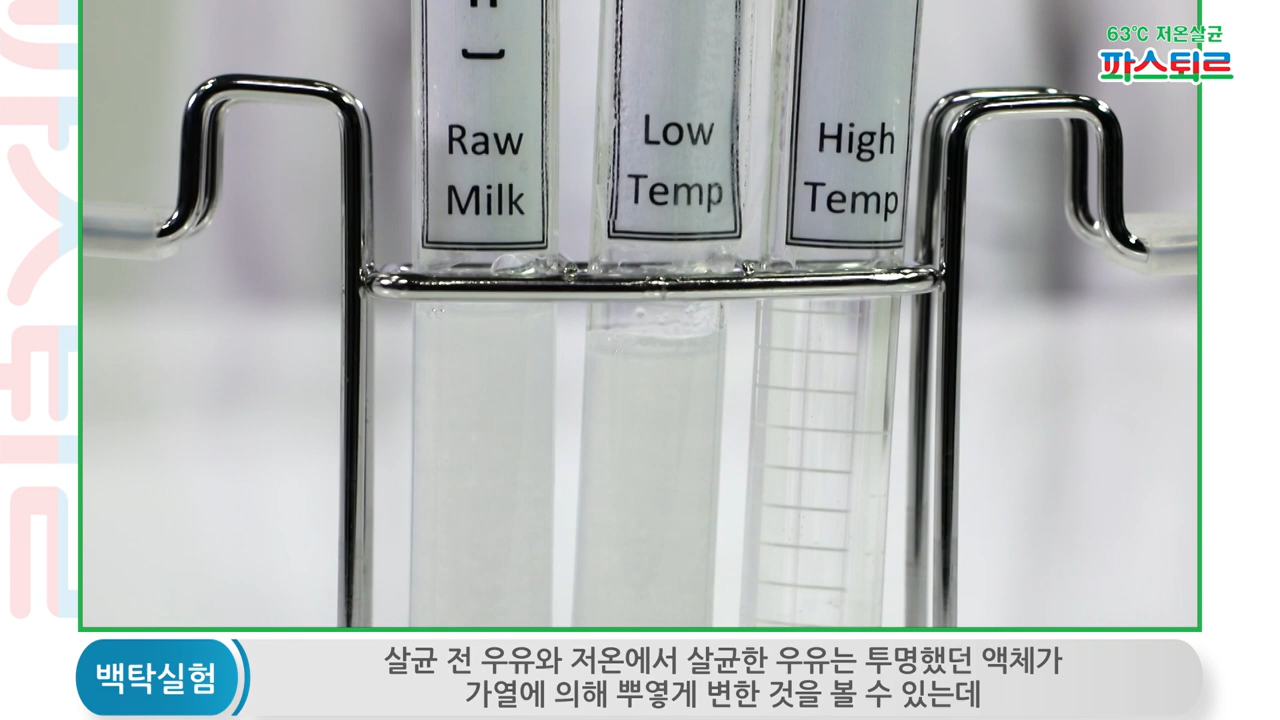 63℃ 저온살균
파스퇴르
Raw
Milk
Low
Temp
High
Temp
백탁실험
살균 전 우유와 저온에서 살균한 우유는 투명했던 액체가
가열에 의해 뿌옇게 변한 것을 볼 수 있는데